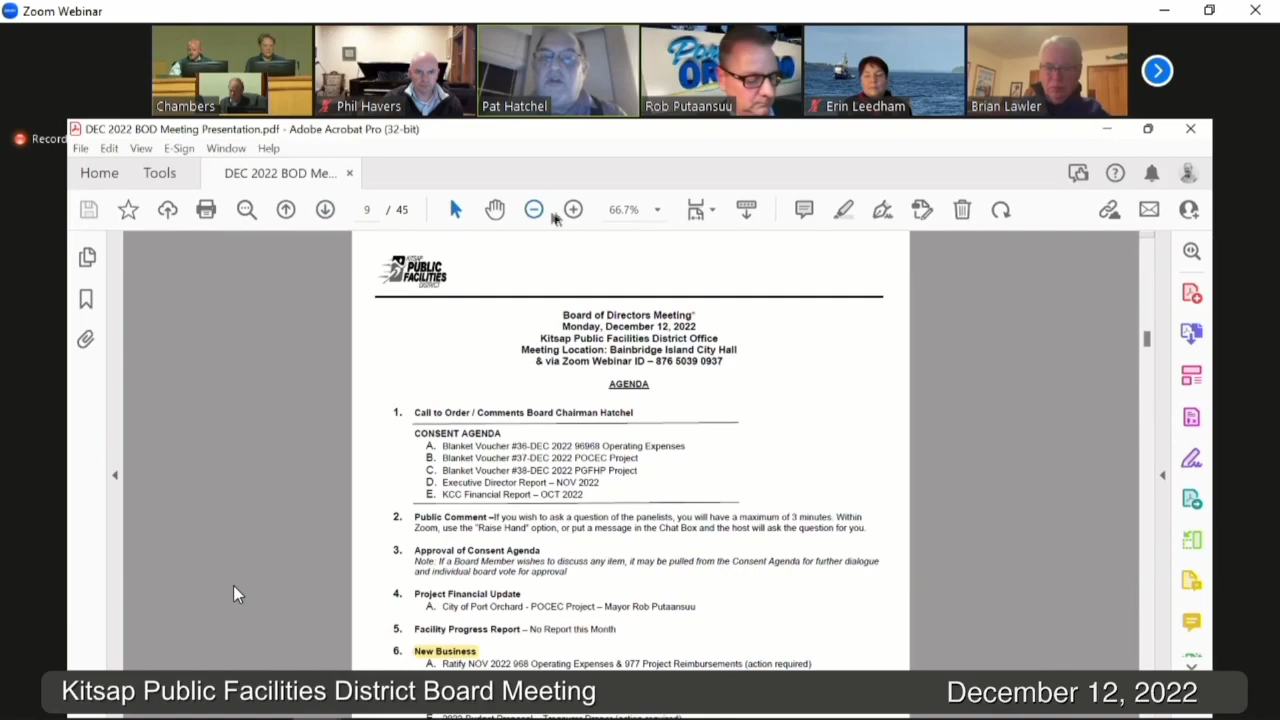 Zoom Webinar
Chambers
Phil Havers
Pat Hatchel
Rob Putaansuu
Erin Leedham
Brian Lawler
Record
DEC 2022 BOD Meeting Presentation.pdf - Adobe Acrobat Pro (32-bit)
File Edit View E-Sign Window Help
Home Tools DEC 2022 BOD Me... ×
9 / 45 66.7%
KITSAP
PUBLIC
FACILITIES
DISTRICT
Board of Directors Meeting
Monday, December 12, 2022
Kitsap Public Facilities District Office
Meeting Location: Bainbridge Island City Hall
& via Zoom Webinar ID – 876 5039 0937
AGENDA
1. Call to Order / Comments Board Chairman Hatchel
CONSENT AGENDA
A. Blanket Voucher #36-DEC 2022 96968 Operating Expenses
B. Blanket Voucher #37-DEC 2022 POCEC Project
C. Blanket Voucher #38-DEC 2022 PGFHP Project
D. Executive Director Report – NOV 2022
E. KCC Financial Report – OCT 2022
2. Public Comment –If you wish to ask a question of the panelists, you will have a maximum of 3 minutes. Within
Zoom, use the "Raise Hand" option, or put a message in the Chat Box and the host will ask the question for you.
3. Approval of Consent Agenda
Note: If a Board Member wishes to discuss any item, it may be pulled from the Consent Agenda for further dialogue
and individual board vote for approval
4. Project Financial Update
A. City of Port Orchard - POCEC Project – Mayor Rob Putaansuu
5. Facility Progress Report – No Report this Month
6. New Business
A. Ratify NOV 2022 968 Operating Expenses & 977 Project Reimbursements (action required)
Kitsap Public Facilities District Board Meeting
December 12, 2022